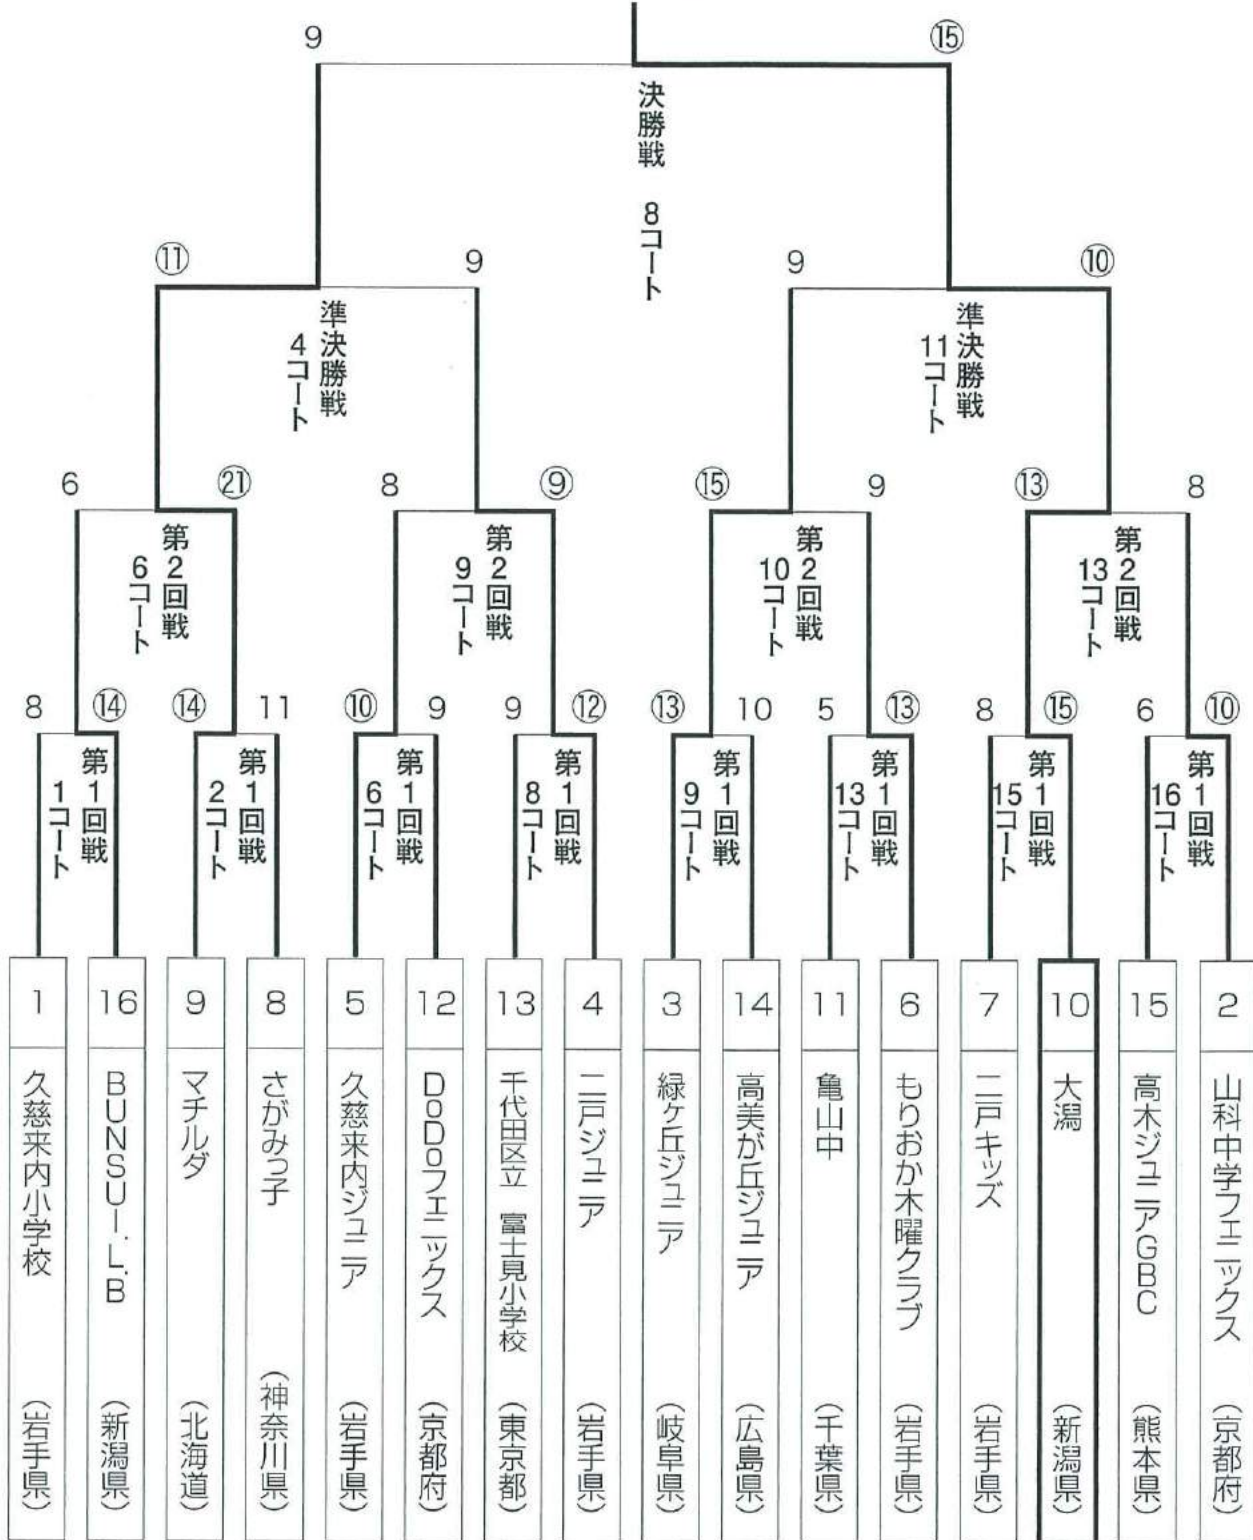 9
⑮
決勝戦
8コート
⑪
9
9
⑩
準決勝戦
4コート
準決勝戦
11コート
6
㉑
8
⑨
⑮
9
⑬
8
第2回戦
6コート
第2回戦
9コート
第2回戦
10コート
第2回戦
13コート
8
⑭
⑭
11
⑩
9
9
⑫
⑬
10
5
⑬
8
⑮
6
⑩
第1回戦
1コート
第1回戦
2コート
第1回戦
6コート
第1回戦
8コート
第1回戦
9コート
第1回戦
13コート
第1回戦
15コート
第1回戦
16コート
1
久慈来内小学校
(岩手県)
16
BUNSUI.L.B
(新潟県)
9
マチルダ
(北海道)
8
さがみっ子
(神奈川県)
5
久慈来内ジュニア
(岩手県)
12
DoDoフェニックス
(京都府)
13
千代田区立 富士見小学校
(東京都)
4
二戸ジュニア
(岩手県)
3
緑ヶ丘ジュニア
(岐阜県)
14
高美が丘ジュニア
(広島県)
11
亀山中
(千葉県)
6
もりおか木曜クラブ
(岩手県)
7
二戸キッズ
(岩手県)
10
大潟
(新潟県)
15
高木ジュニアGBC
(熊本県)
2
山科中学フェニックス
(京都府)